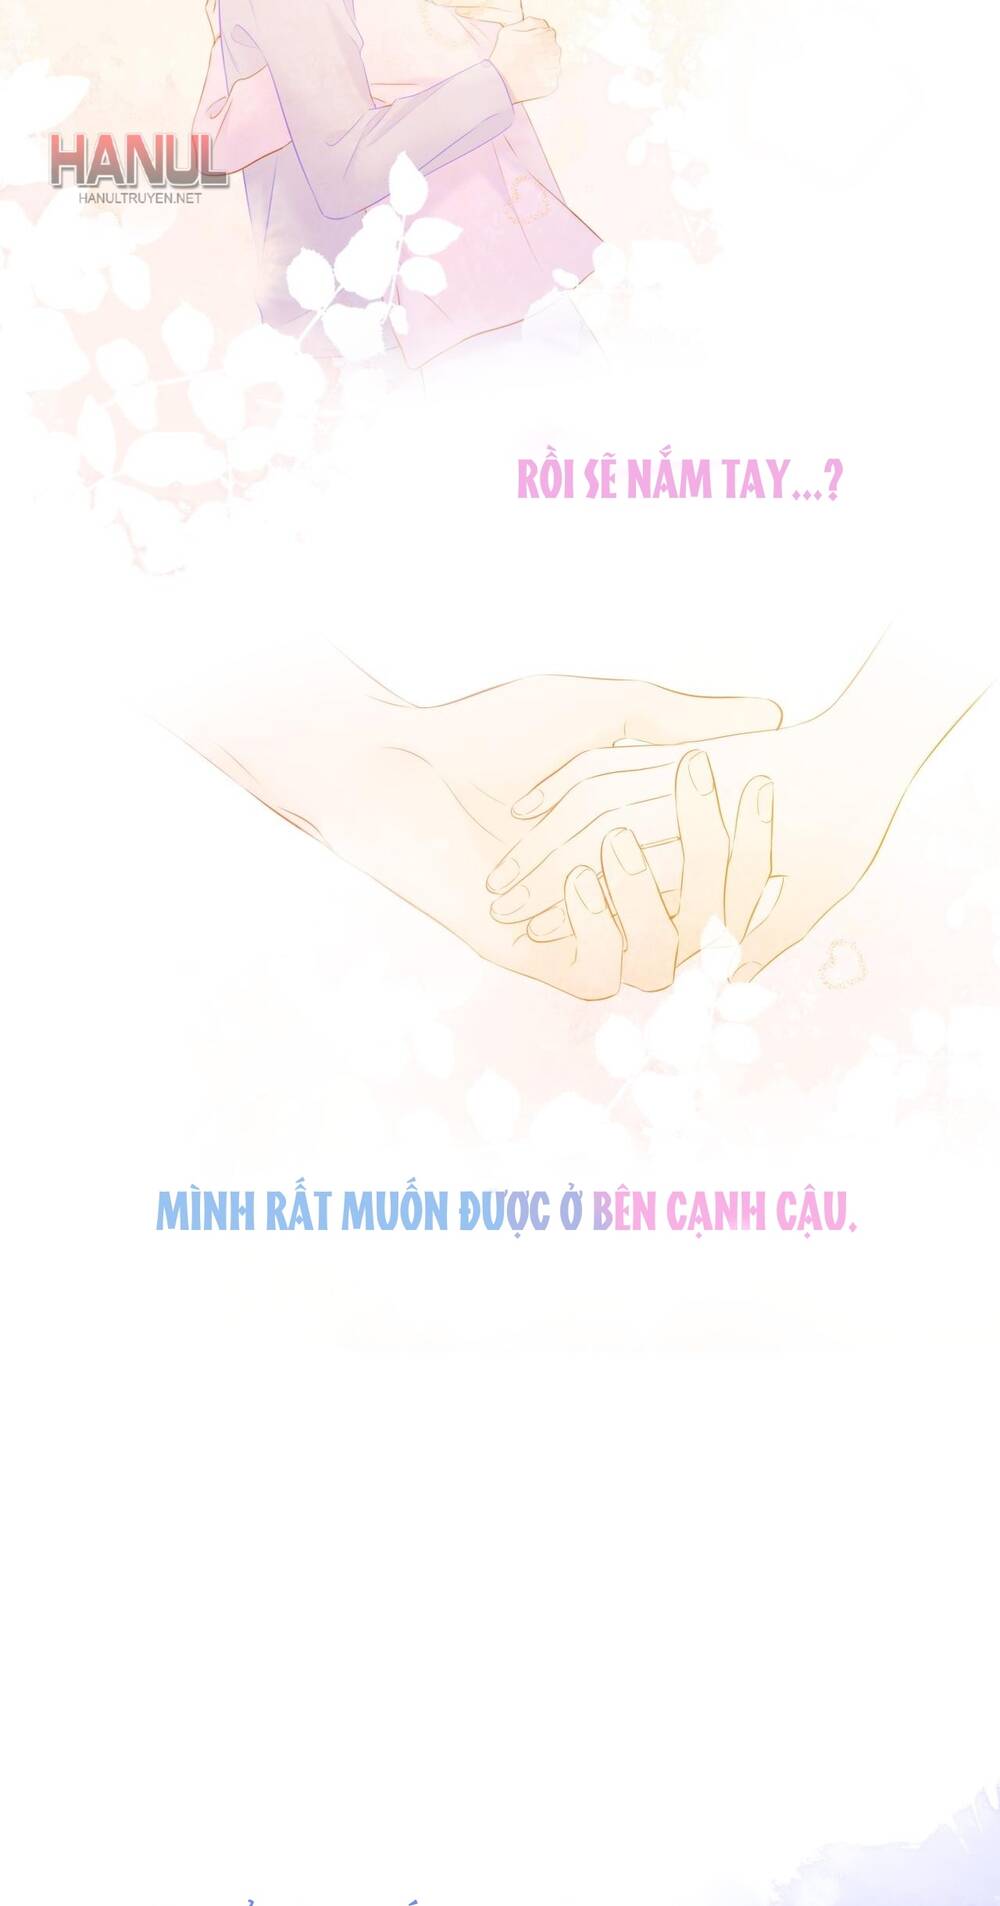 HANUL
HANULTRUYEN.NET
RỒI SẼ NẮM TAY...?
MÌNH RẤT MUỐN ĐƯỢC Ở BÊN CẠNH CẬU.